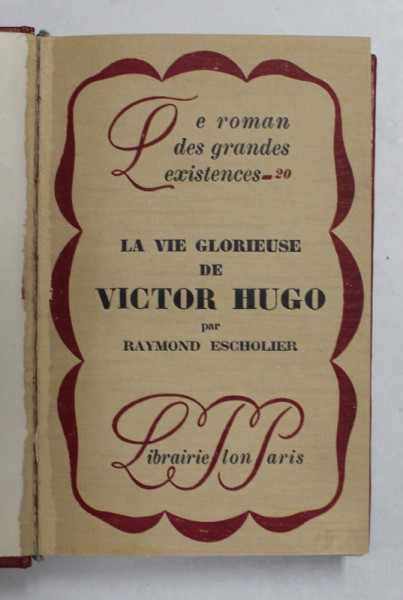 Le roman
des grandes
existences-20
LA VIE GLORIEUSE
DE
VICTOR HUGO
par
RAYMOND ESCHOLIER
Librairie Plon Paris